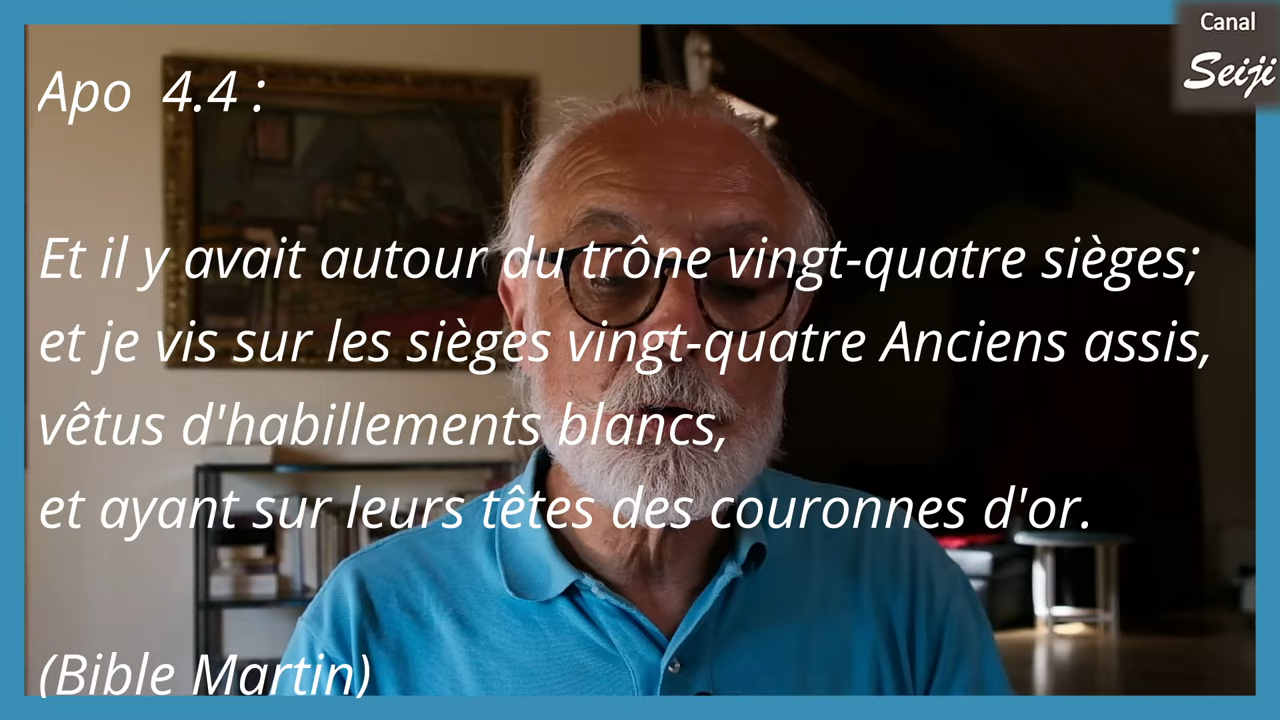 Canal
Seiji
Apo 4.4 :
Et il y avait autour du trône vingt-quatre sièges;
et je vis sur les sièges vingt-quatre Anciens assis,
vêtus d'habillements blancs,
et ayant sur leurs têtes des couronnes d'or.
(Bible Martin)